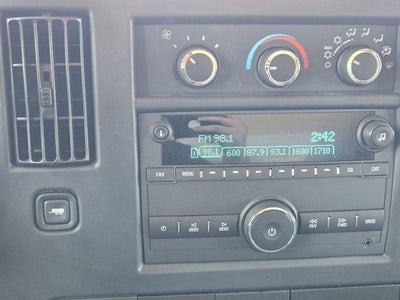 FM 98.1 2:42
1 98.1 600 87.9 93.1 1600 1710
FAV MENU EQ CAT
SEEK SEEK REV FWD SRCE